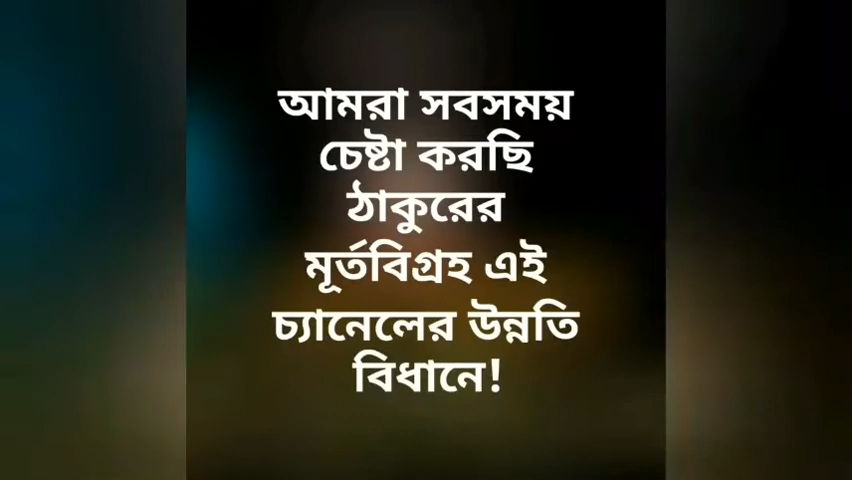 আমরা সবসময়
চেষ্টা করছি
ঠাকুরের
মূর্তবিগ্রহ এই
চ্যানেলের উন্নতি
বিধানে!